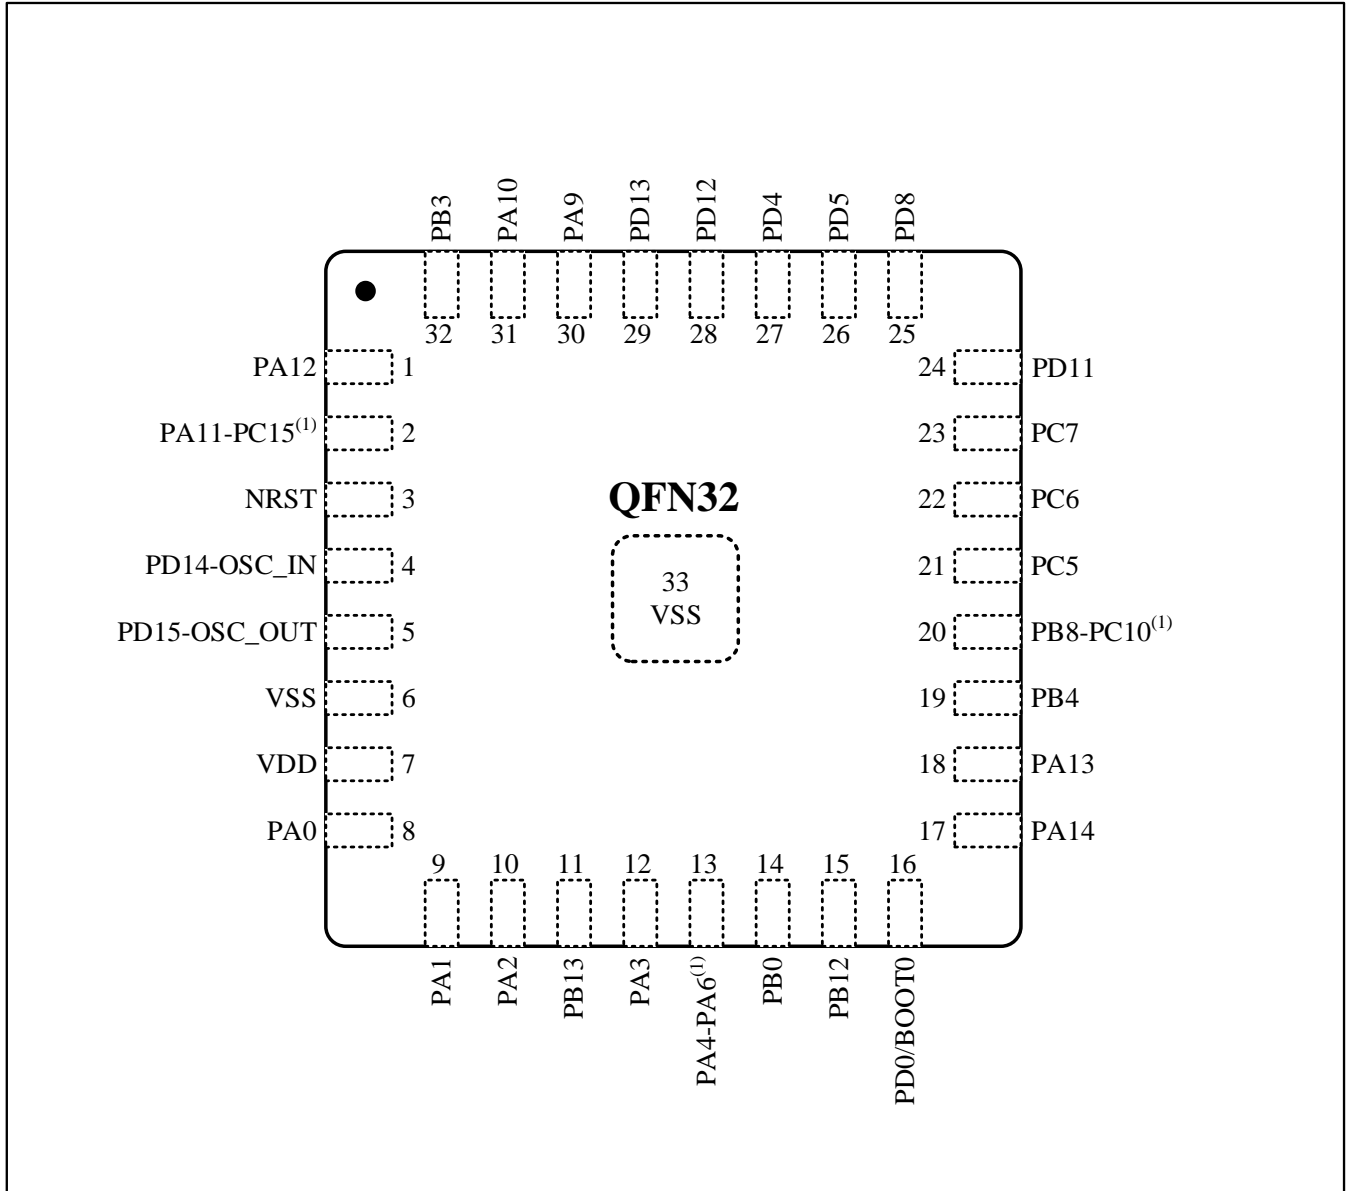 PB3
PA10
PA9
PD13
PD12
PD4
PD5
PD8
32
31
30
29
28
27
26
25
PA12 1
PA11-PC15(1) 2
NRST 3
PD14-OSC_IN 4
PD15-OSC_OUT 5
VSS 6
VDD 7
PA0 8
QFN32
33
VSS
24 PD11
23 PC7
22 PC6
21 PC5
20 PB8-PC10(1)
19 PB4
18 PA13
17 PA14
9
10
11
12
13
14
15
16
PA1
PA2
PB13
PA3
PA4-PA6(1)
PB0
PB12
PD0/BOOT0